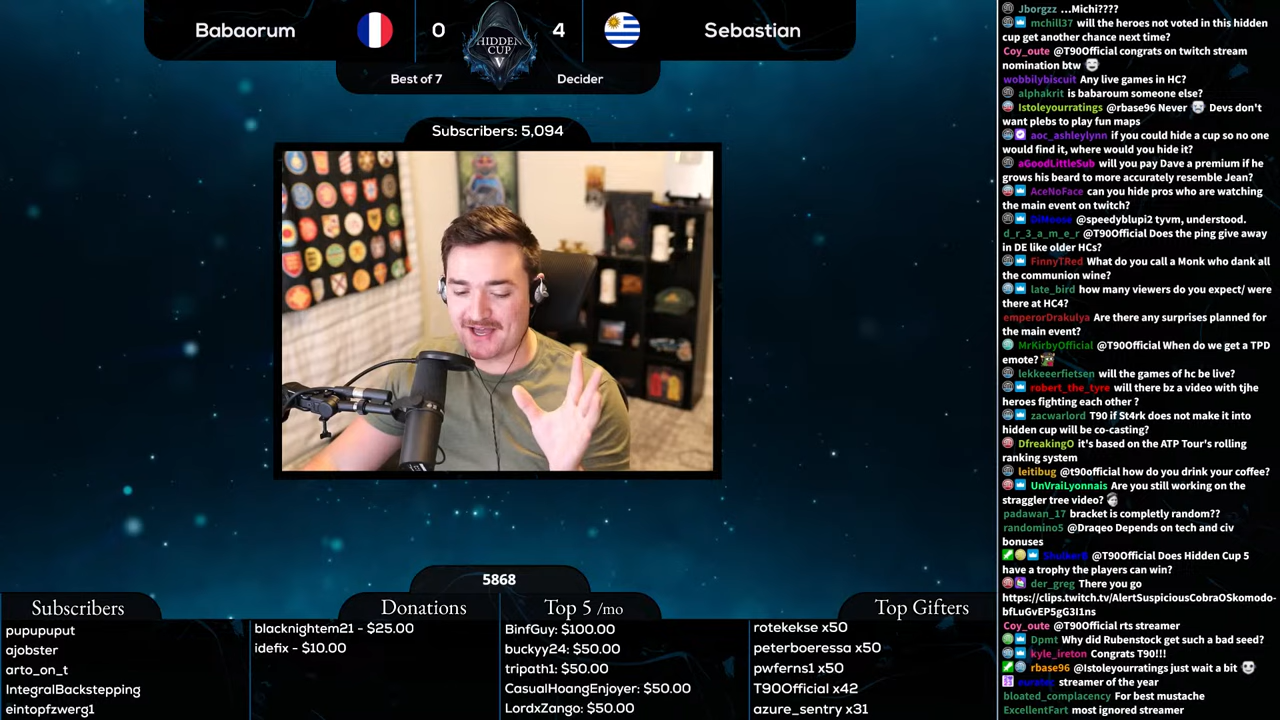 Babaorum
0
HIDDEN
CUP
V
4
Sebastian
Best of 7
Decider
Subscribers: 5,094
5868
Subscribers
pupupuput
ajobster
arto_on_t
IntegralBackstepping
eintopfzwerg1
Donations
blacknightem21 - $25.00
idefix - $10.00
Top 5 /mo
BinfGuy: $100.00
buckyy24: $50.00
tripath1: $50.00
CasualHoangEnjoyer: $50.00
LordxZango: $50.00
Top Gifters
rotekekse x50
peterboeressa x50
pwferns1 x50
T90Official x42
azure_sentry x31
Jborgzz ...Michi????
mchill37 will the heroes not voted in this hidden
cup get another chance next time?
Coy_oute @T90Official congrats on twitch stream
nomination btw
wobbilybiscuit Any live games in HC?
alphakrit is babaroum someone else?
Istoleyourratings @rbase96 Never Devs don't
want plebs to play fun maps
aoc_ashleylynn if you could hide a cup so no one
would find it, where would you hide it?
aGoodLittleSub will you pay Dave a premium if he
grows his beard to more accurately resemble Jean?
AceNoFace can you hide pros who are watching
the main event on twitch?
@speedyblupi2 tyvm, understood.
d_r_3_a_m_e_r @T90Official Does the ping give away
in DE like older HCs?
FinnyTRed What do you call a Monk who dank all
the communion wine?
late_bird how many viewers do you expect/ were
there at HC4?
emperorDrakulya Are there any surprises planned for
the main event?
MrKirbyOfficial @T90Official When do we get a TPD
emote?
lekkeeerfietsen will the games of hc be live?
robert_the_tyre will there bz a video with tjhe
heroes fighting each other ?
zacwarlord T90 if St4rk does not make it into
hidden cup will be co-casting?
DfreakingO it's based on the ATP Tour's rolling
ranking system
leitibug @t90official how do you drink your coffee?
UnVraiLyonnais Are you still working on the
straggler tree video?
padawan_17 bracket is completly random??
randomino5 @Draqeo Depends on tech and civ
bonuses
@T90Official Does Hidden Cup 5
have a trophy the players can win?
der_greg There you go
https://clips.twitch.tv/AlertSuspiciousCobraOSkomodo-
bfLuGvEP5gG3I1ns
Coy_oute @T90Official rts streamer
Dpmt Why did Rubenstock get such a bad seed?
kyle_ireton Congrats T90!!!
rbase96 @Istoleyourratings just wait a bit
streamer of the year
bloated_complacency For best mustache
ExcellentFart most ignored streamer